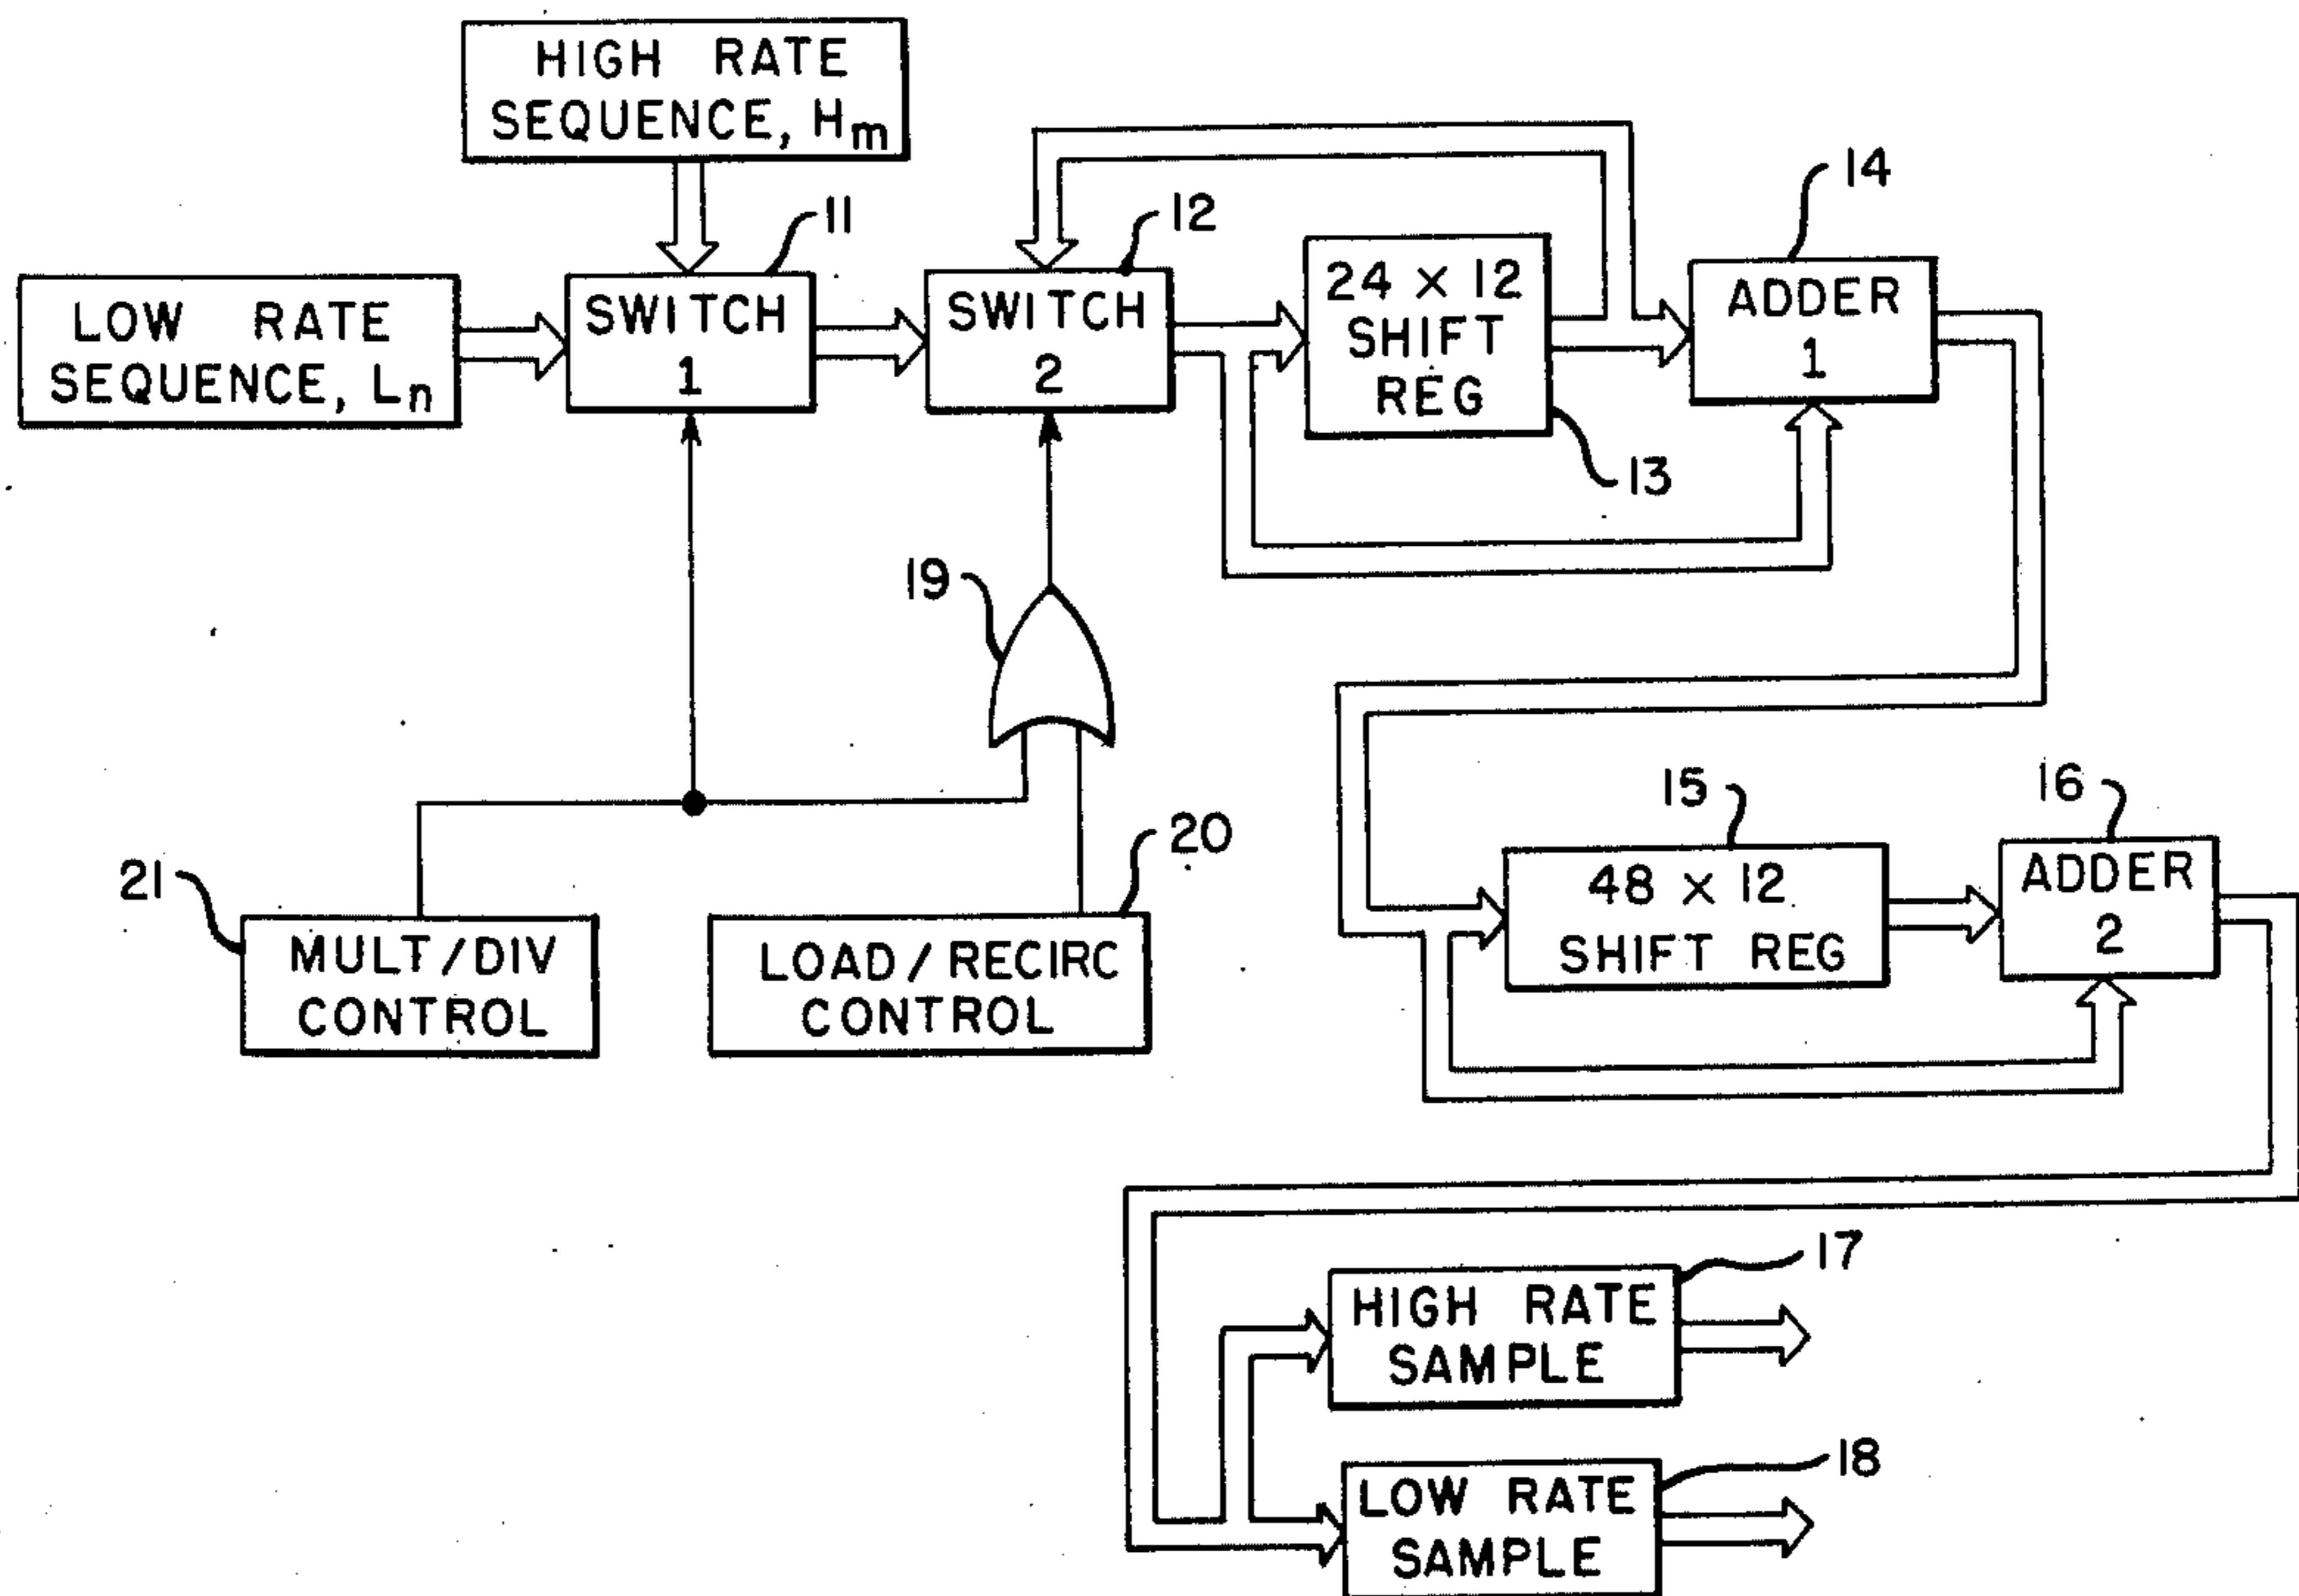 HIGH RATE
SEQUENCE, Hm
LOW RATE
SEQUENCE, Ln
11
SWITCH
1
12
SWITCH
2
24 × 12
SHIFT
REG
13
14
ADDER
1
19
21
MULT/DIV
CONTROL
20
LOAD/RECIRC
CONTROL
15
48 × 12
SHIFT REG
16
ADDER
2
17
HIGH RATE
SAMPLE
18
LOW RATE
SAMPLE